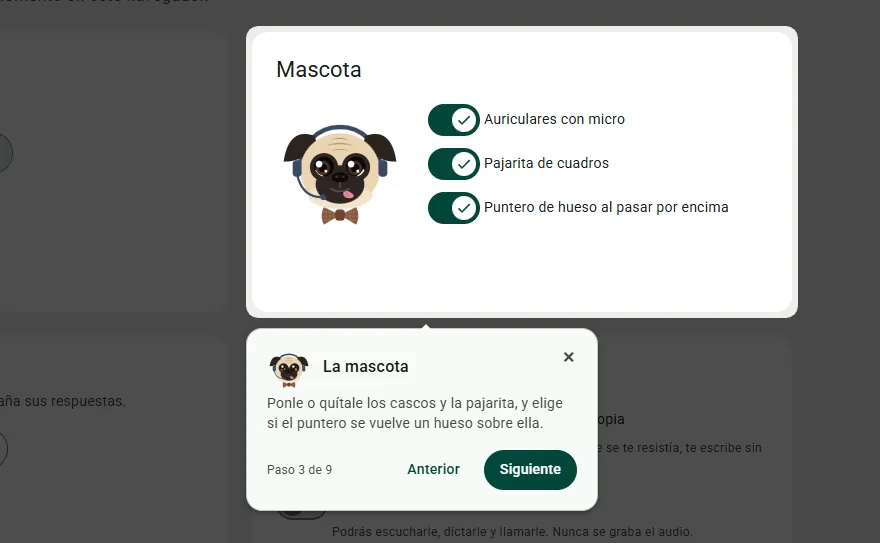 Mascota
Auriculares con micro
Pajarita de cuadros
Puntero de hueso al pasar por encima
La mascota
Ponle o quítale los cascos y la pajarita, y elige
si el puntero se vuelve un hueso sobre ella.
Paso 3 de 9
Anterior
Siguiente
sus respuestas.
se te resistía, te escribe sin
Podrás escucharle, dictarle y llamarle. Nunca se graba el audio.